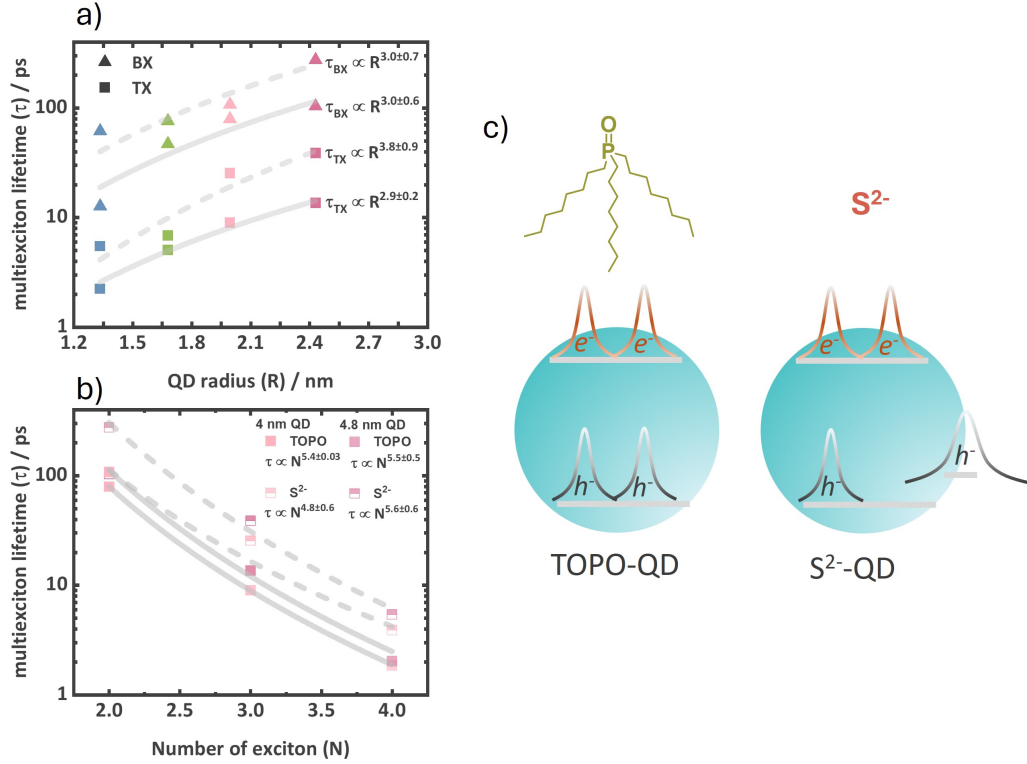 a)
multiexciton lifetime (τ) / ps
100
10
1
BX
TX
τBX ∝ R3.0±0.7
τBX ∝ R3.0±0.6
τTX ∝ R3.8±0.9
τTX ∝ R2.9±0.2
1.2 1.5 1.8 2.1 2.4 2.7 3.0
QD radius (R) / nm
b)
multiexciton lifetime (τ) / ps
100
10
1
4 nm QD 4.8 nm QD
TOPO TOPO
τ ∝ N5.4±0.03 τ ∝ N5.5±0.5
S2- S2-
τ ∝ N4.8±0.6 τ ∝ N5.6±0.6
2.0 2.5 3.0 3.5 4.0
Number of exciton (N)
c)
O
P
S2-
e- e- e- e-
h- h- h- h-
TOPO-QD S2--QD